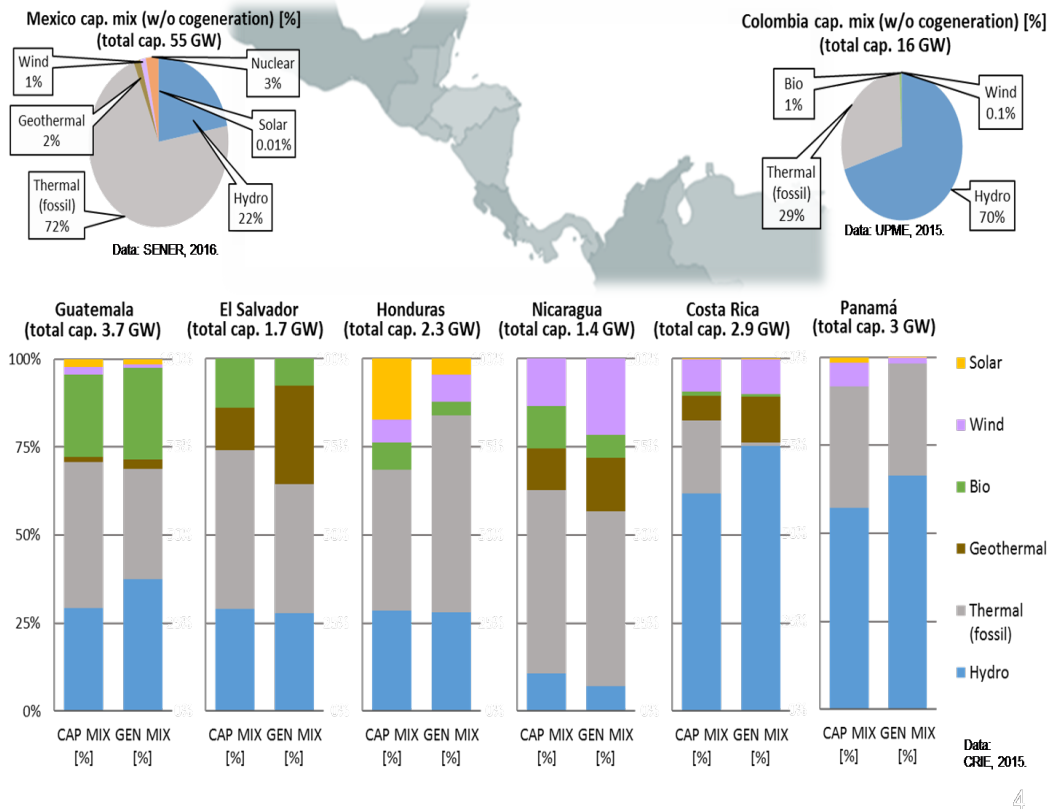 Mexico cap. mix (w/o cogeneration) [%]
(total cap. 55 GW)
Wind
1%
Nuclear
3%
Geothermal
2%
Solar
0.01%
Thermal
(fossil)
72%
Hydro
22%
Data: SENER, 2016.
Colombia cap. mix (w/o cogeneration) [%]
(total cap. 16 GW)
Bio
1%
Wind
0.1%
Thermal
(fossil)
29%
Hydro
70%
Data: UPME, 2015.
Guatemala
(total cap. 3.7 GW)
El Salvador
(total cap. 1.7 GW)
Honduras
(total cap. 2.3 GW)
Nicaragua
(total cap. 1.4 GW)
Costa Rica
(total cap. 2.9 GW)
Panamá
(total cap. 3 GW)
100%
75%
50%
25%
0%
CAP MIX GEN MIX
[%] [%]
CAP MIX GEN MIX
[%] [%]
CAP MIX GEN MIX
[%] [%]
CAP MIX GEN MIX
[%] [%]
CAP MIX GEN MIX
[%] [%]
CAP MIX GEN MIX
[%] [%]
Solar
Wind
Bio
Geothermal
Thermal
(fossil)
Hydro
Data:
CRIE, 2015.
4